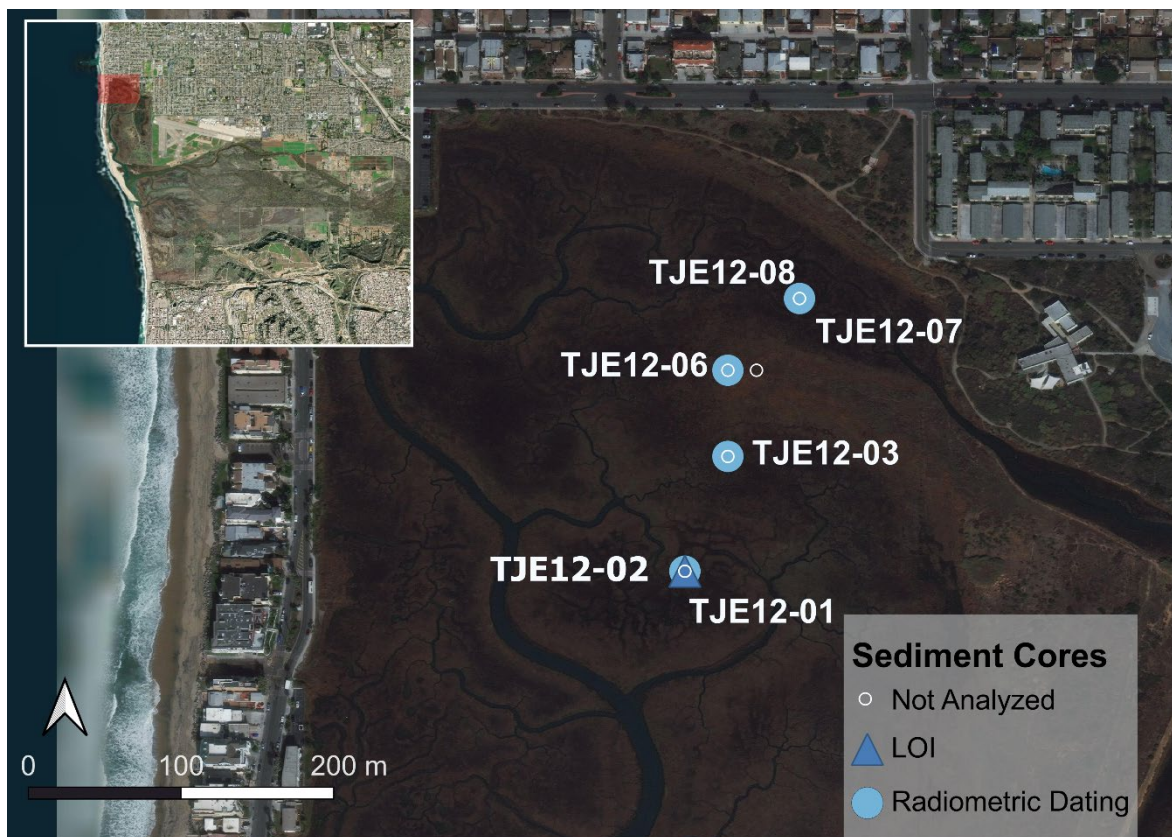 TJE12-08
TJE12-07
TJE12-06
TJE12-03
TJE12-02
TJE12-01
Sediment Cores
Not Analyzed
LOI
Radiometric Dating
0 100 200 m